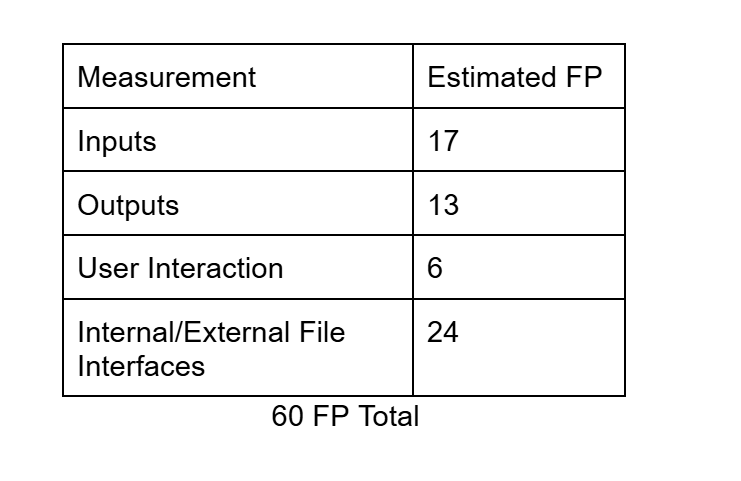 Measurement Estimated FP
Inputs 17
Outputs 13
User Interaction 6
Internal/External File 24
Interfaces
60 FP Total